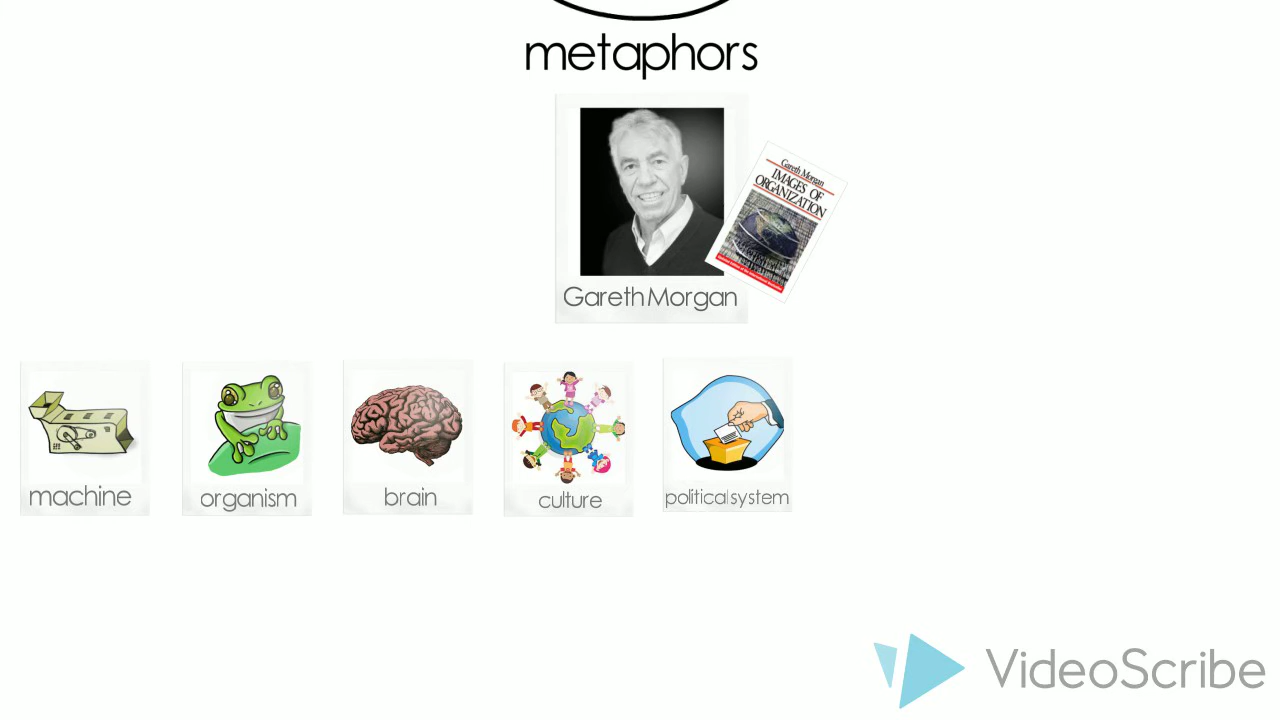 metaphors
Gareth Morgan
IMAGES OF
ORGANIZATION
Gareth Morgan
machine
organism
brain
culture
political system
VideoScribe